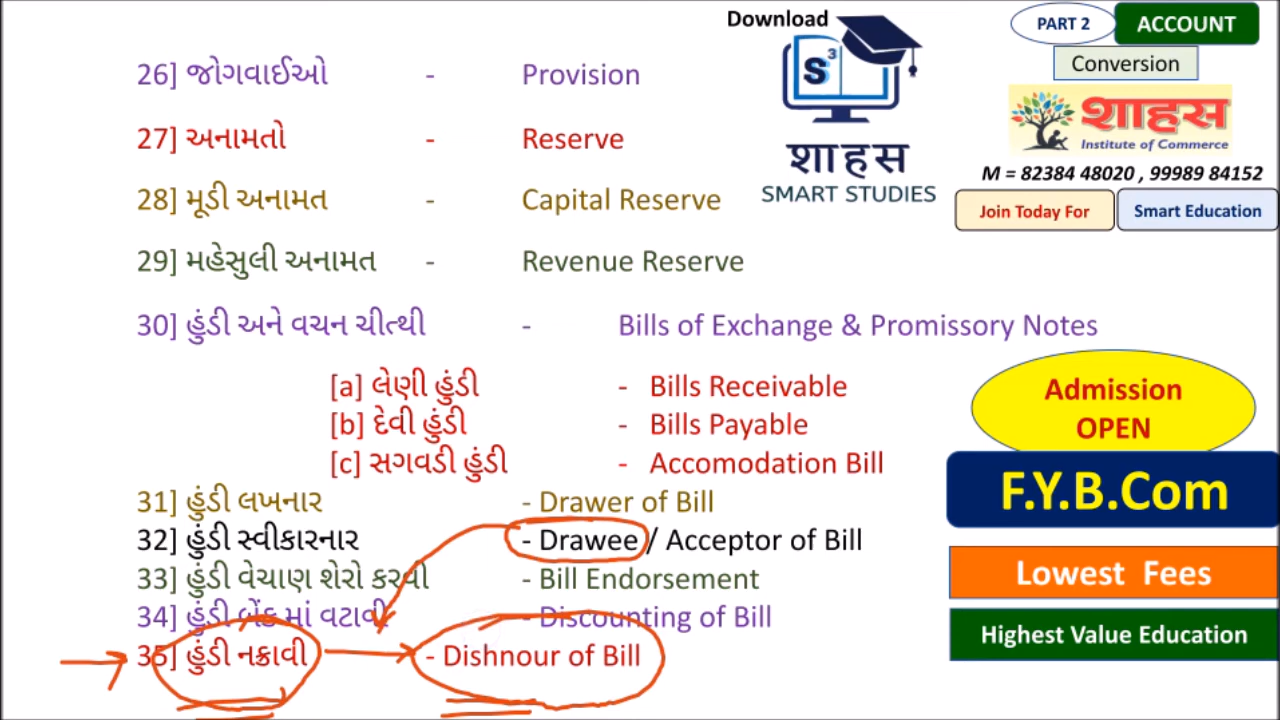 26] જોગવાઈઓ - Provision
27] અનામતો - Reserve
28] મૂડી અનામત - Capital Reserve
29] મહેસુલી અનામત - Revenue Reserve
30] હુંડી અને વચન ચીત્થી - Bills of Exchange & Promissory Notes
[a] લેણી હુંડી - Bills Receivable
[b] દેવી હુંડી - Bills Payable
[c] સગવડી હુંડી - Accomodation Bill
31] હુંડી લખનાર - Drawer of Bill
32] હુંડી સ્વીકારનાર - Drawee / Acceptor of Bill
33] હુંડી વેચાણ શેરો કરવો - Bill Endorsement
34] હુંડી બેંક માં વટાવી - Discounting of Bill
35] હુંડી નક્રાવી - Dishnour of Bill
Download
S3
શાહસ
SMART STUDIES
PART 2
ACCOUNT
Conversion
શાહસ
Institute of Commerce
M = 82384 48020 , 99989 84152
Join Today For
Smart Education
Admission
OPEN
F.Y.B.Com
Lowest Fees
Highest Value Education